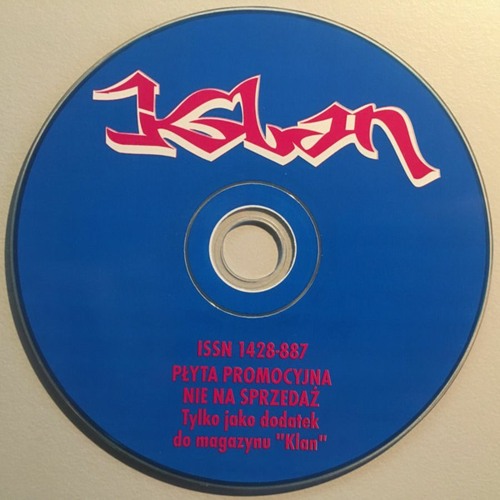 Klan
ISSN 1428-887
PŁYTA PROMOCYJNA
NIE NA SPRZEDAŻ
Tylko jako dodatek
do magazynu "Klan"